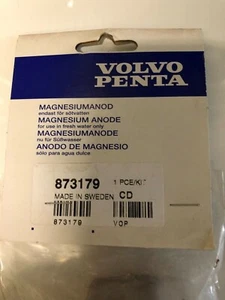 VOLVO
PENTA
MAGNESIUMANOD
endast för sötvatten
MAGNESIUM ANODE
for use in fresh water only
MAGNESIUMANODE
nu für Süßwasser
ANODO DE MAGNESIO
sólo para agua dulce
873179 1 PCE/KIT
MADE IN SWEDEN CD
873179 VOP